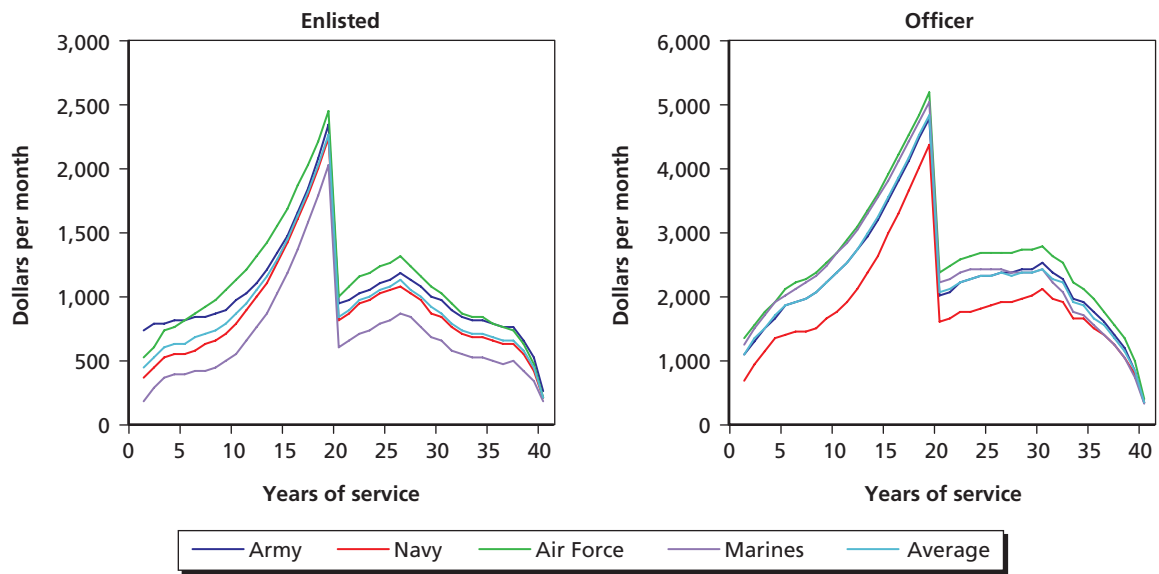 Enlisted
3,000
2,500
2,000
1,500
1,000
500
0
Dollars per month
0 5 10 15 20 25 30 35 40
Years of service
Officer
6,000
5,000
4,000
3,000
2,000
1,000
0
Dollars per month
0 5 10 15 20 25 30 35 40
Years of service
Army Navy Air Force Marines Average